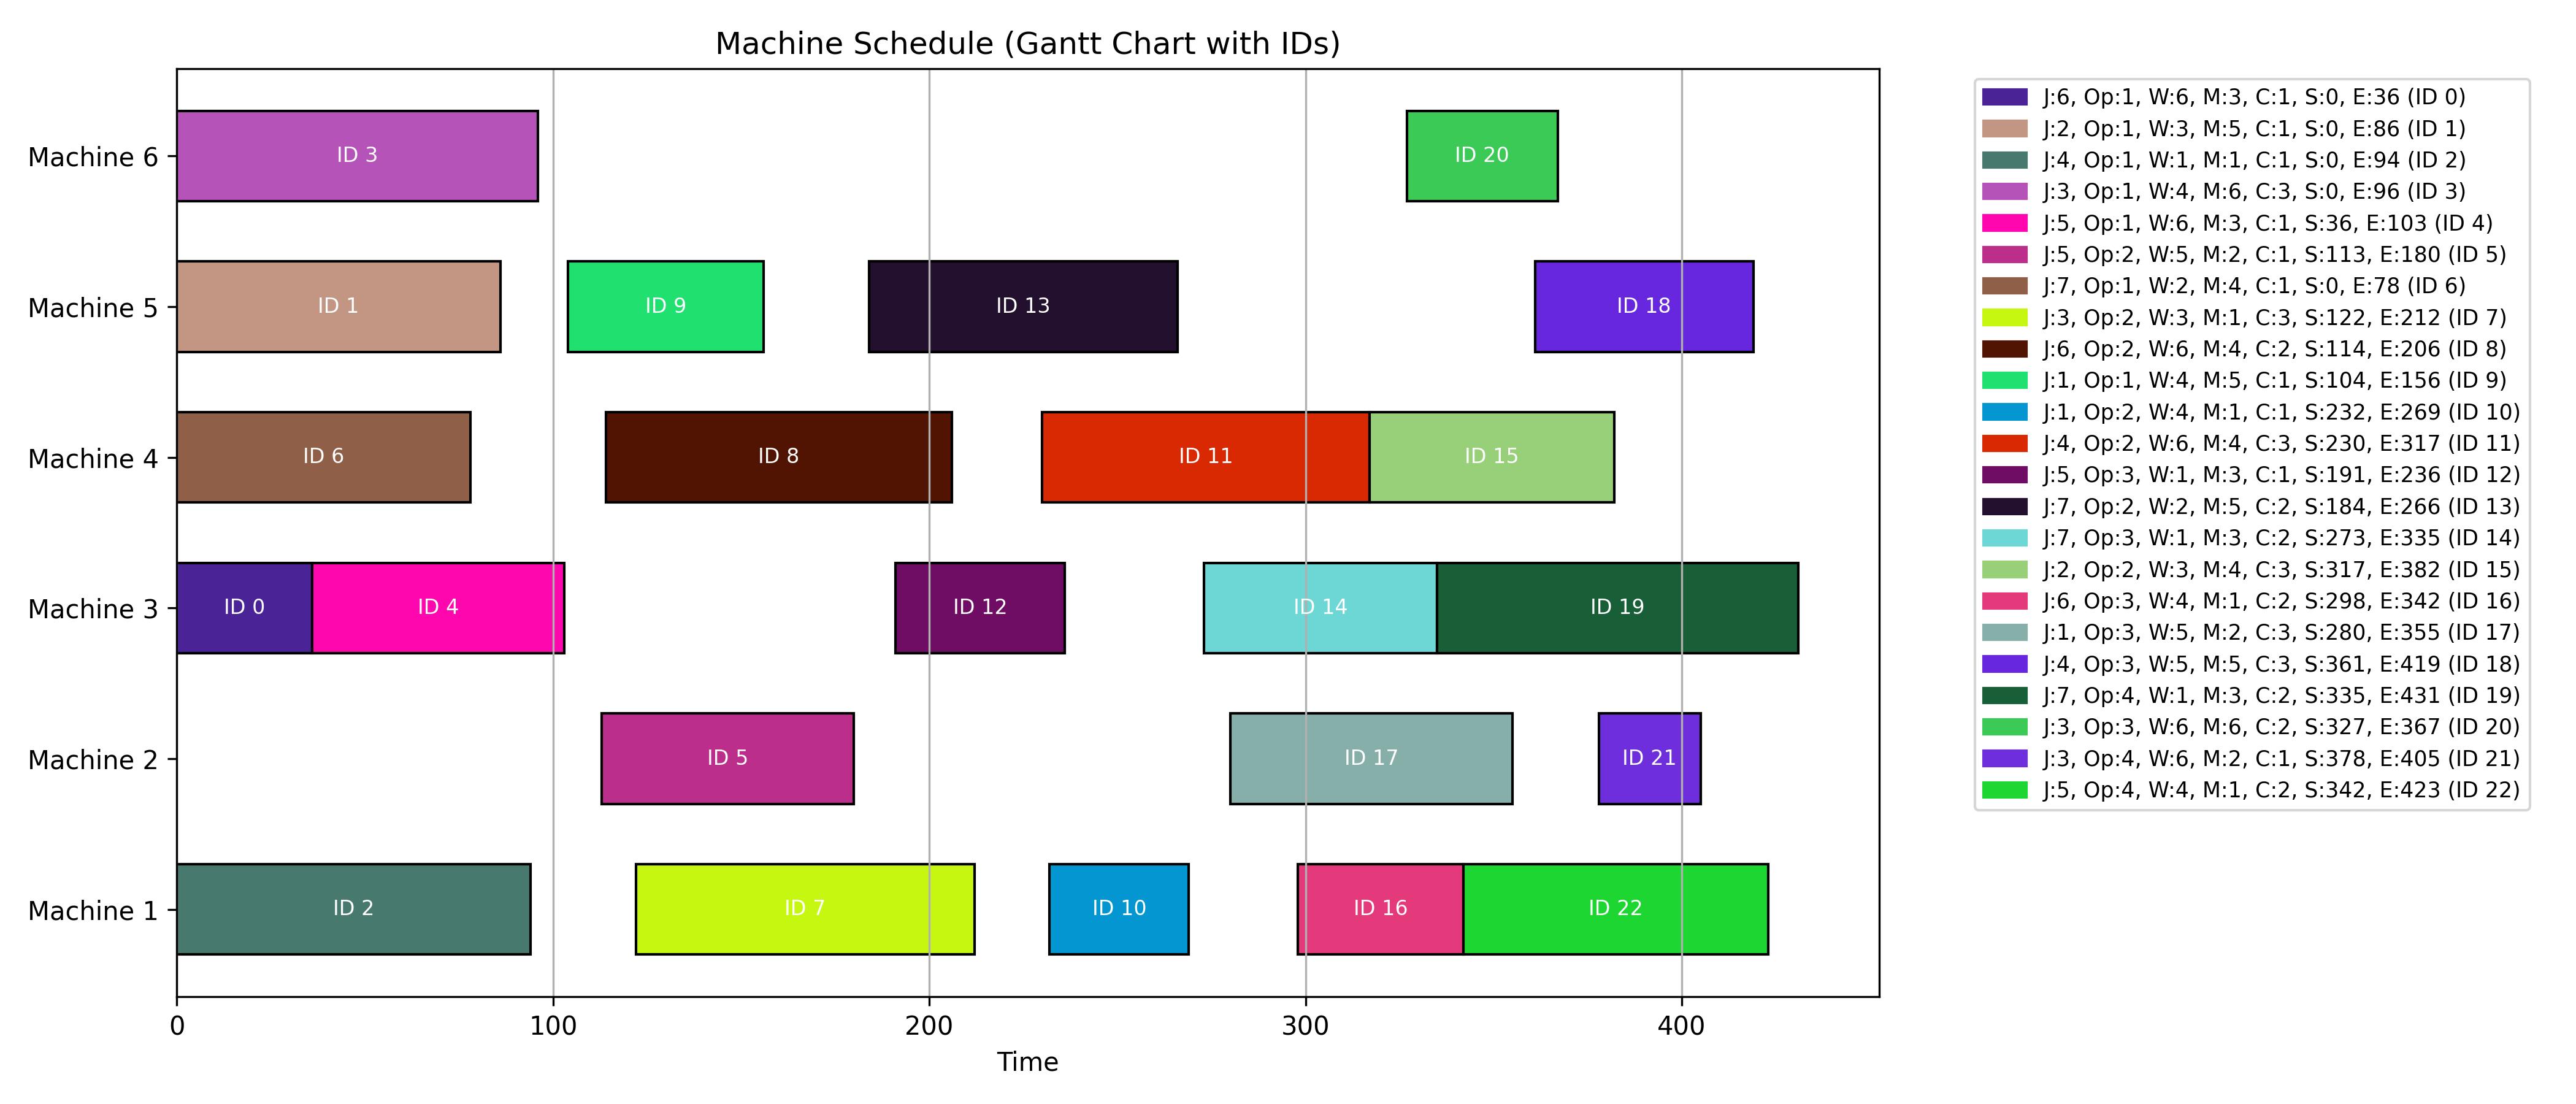 Machine Schedule (Gantt Chart with IDs)
Machine 6
ID 3
ID 20
Machine 5
ID 1
ID 9
ID 13
ID 18
Machine 4
ID 6
ID 8
ID 11
ID 15
Machine 3
ID 0
ID 4
ID 12
ID 14
ID 19
Machine 2
ID 5
ID 17
ID 21
Machine 1
ID 2
ID 7
ID 10
ID 16
ID 22
0 100 200 300 400
Time
J:6, Op:1, W:6, M:3, C:1, S:0, E:36 (ID 0)
J:2, Op:1, W:3, M:5, C:1, S:0, E:86 (ID 1)
J:4, Op:1, W:1, M:1, C:1, S:0, E:94 (ID 2)
J:3, Op:1, W:4, M:6, C:3, S:0, E:96 (ID 3)
J:5, Op:1, W:6, M:3, C:1, S:36, E:103 (ID 4)
J:5, Op:2, W:5, M:2, C:1, S:113, E:180 (ID 5)
J:7, Op:1, W:2, M:4, C:1, S:0, E:78 (ID 6)
J:3, Op:2, W:3, M:1, C:3, S:122, E:212 (ID 7)
J:6, Op:2, W:6, M:4, C:2, S:114, E:206 (ID 8)
J:1, Op:1, W:4, M:5, C:1, S:104, E:156 (ID 9)
J:1, Op:2, W:4, M:1, C:1, S:232, E:269 (ID 10)
J:4, Op:2, W:6, M:4, C:3, S:230, E:317 (ID 11)
J:5, Op:3, W:1, M:3, C:1, S:191, E:236 (ID 12)
J:7, Op:2, W:2, M:5, C:2, S:184, E:266 (ID 13)
J:7, Op:3, W:1, M:3, C:2, S:273, E:335 (ID 14)
J:2, Op:2, W:3, M:4, C:3, S:317, E:382 (ID 15)
J:6, Op:3, W:4, M:1, C:2, S:298, E:342 (ID 16)
J:1, Op:3, W:5, M:2, C:3, S:280, E:355 (ID 17)
J:4, Op:3, W:5, M:5, C:3, S:361, E:419 (ID 18)
J:7, Op:4, W:1, M:3, C:2, S:335, E:431 (ID 19)
J:3, Op:3, W:6, M:6, C:2, S:327, E:367 (ID 20)
J:3, Op:4, W:6, M:2, C:1, S:378, E:405 (ID 21)
J:5, Op:4, W:4, M:1, C:2, S:342, E:423 (ID 22)